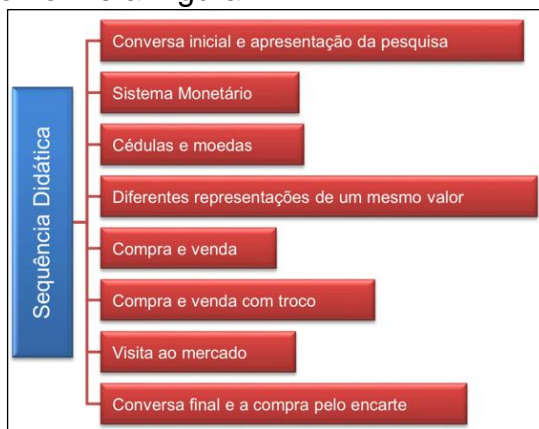 Sequência Didática
Conversa inicial e apresentação da pesquisa
Sistema Monetário
Cédulas e moedas
Diferentes representações de um mesmo valor
Compra e venda
Compra e venda com troco
Visita ao mercado
Conversa final e a compra pelo encarte